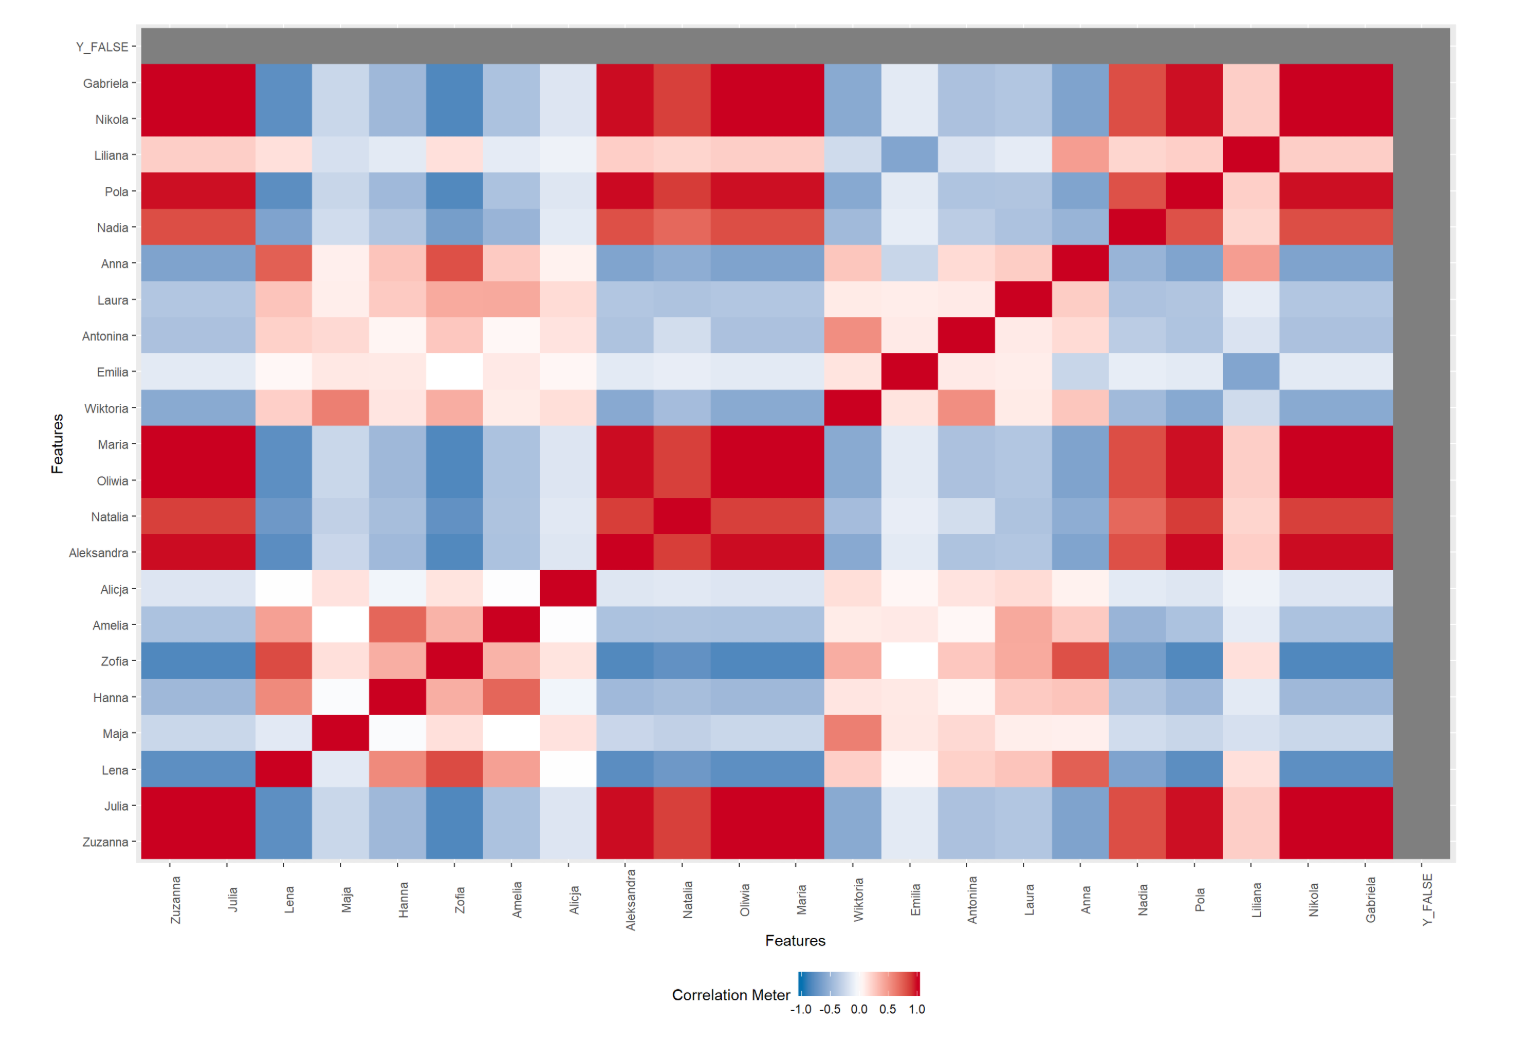 Y_FALSE
Gabriela
Nikola
Liliana
Pola
Nadia
Anna
Laura
Antonina
Emilia
Wiktoria
Maria
Oliwia
Natalia
Aleksandra
Alicja
Amelia
Zofia
Hanna
Maja
Lena
Julia
Zuzanna
Features
Zuzanna
Julia
Lena
Maja
Hanna
Zofia
Amelia
Alicja
Aleksandra
Natalia
Oliwia
Maria
Wiktoria
Emilia
Antonina
Laura
Anna
Nadia
Pola
Liliana
Nikola
Gabriela
Y_FALSE
Features
Correlation Meter
-1.0 -0.5 0.0 0.5 1.0